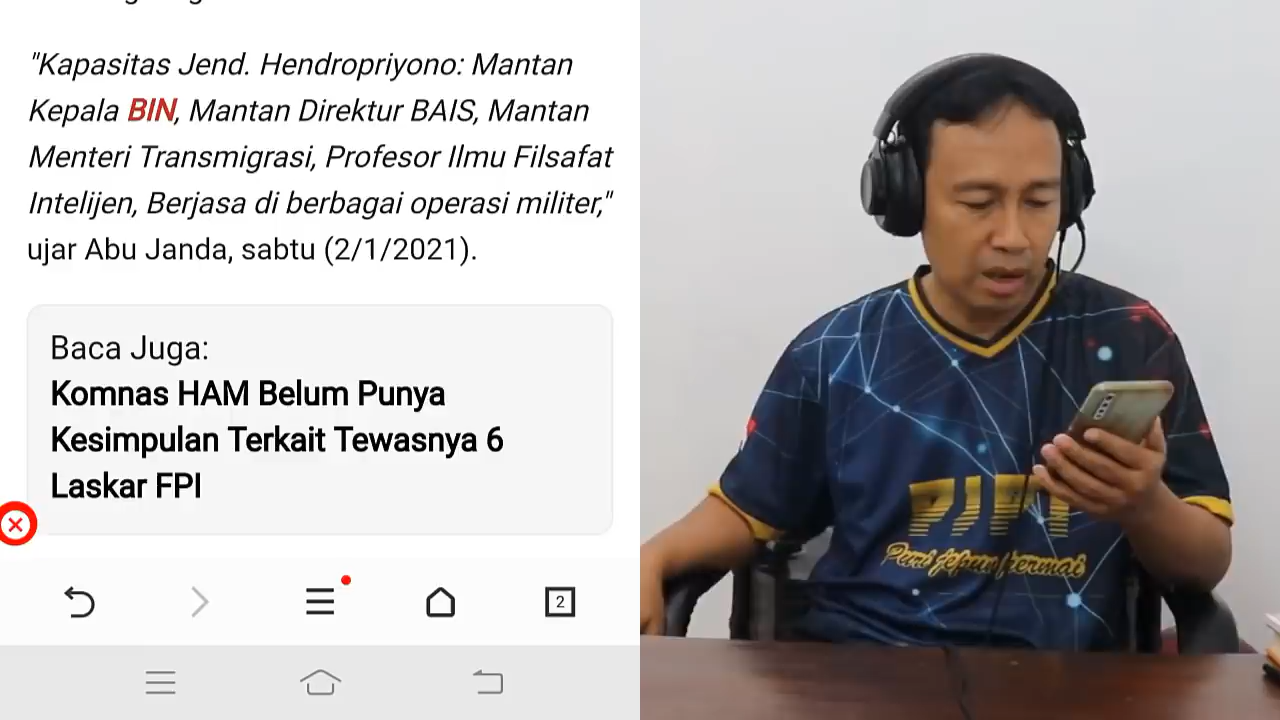 "Kapasitas Jend. Hendropriyono: Mantan
Kepala BIN, Mantan Direktur BAIS, Mantan
Menteri Transmigrasi, Profesor Ilmu Filsafat
Intelijen, Berjasa di berbagai operasi militer,"
ujar Abu Janda, sabtu (2/1/2021).
Baca Juga:
Komnas HAM Belum Punya
Kesimpulan Terkait Tewasnya 6
Laskar FPI
2
Puri jepun permai